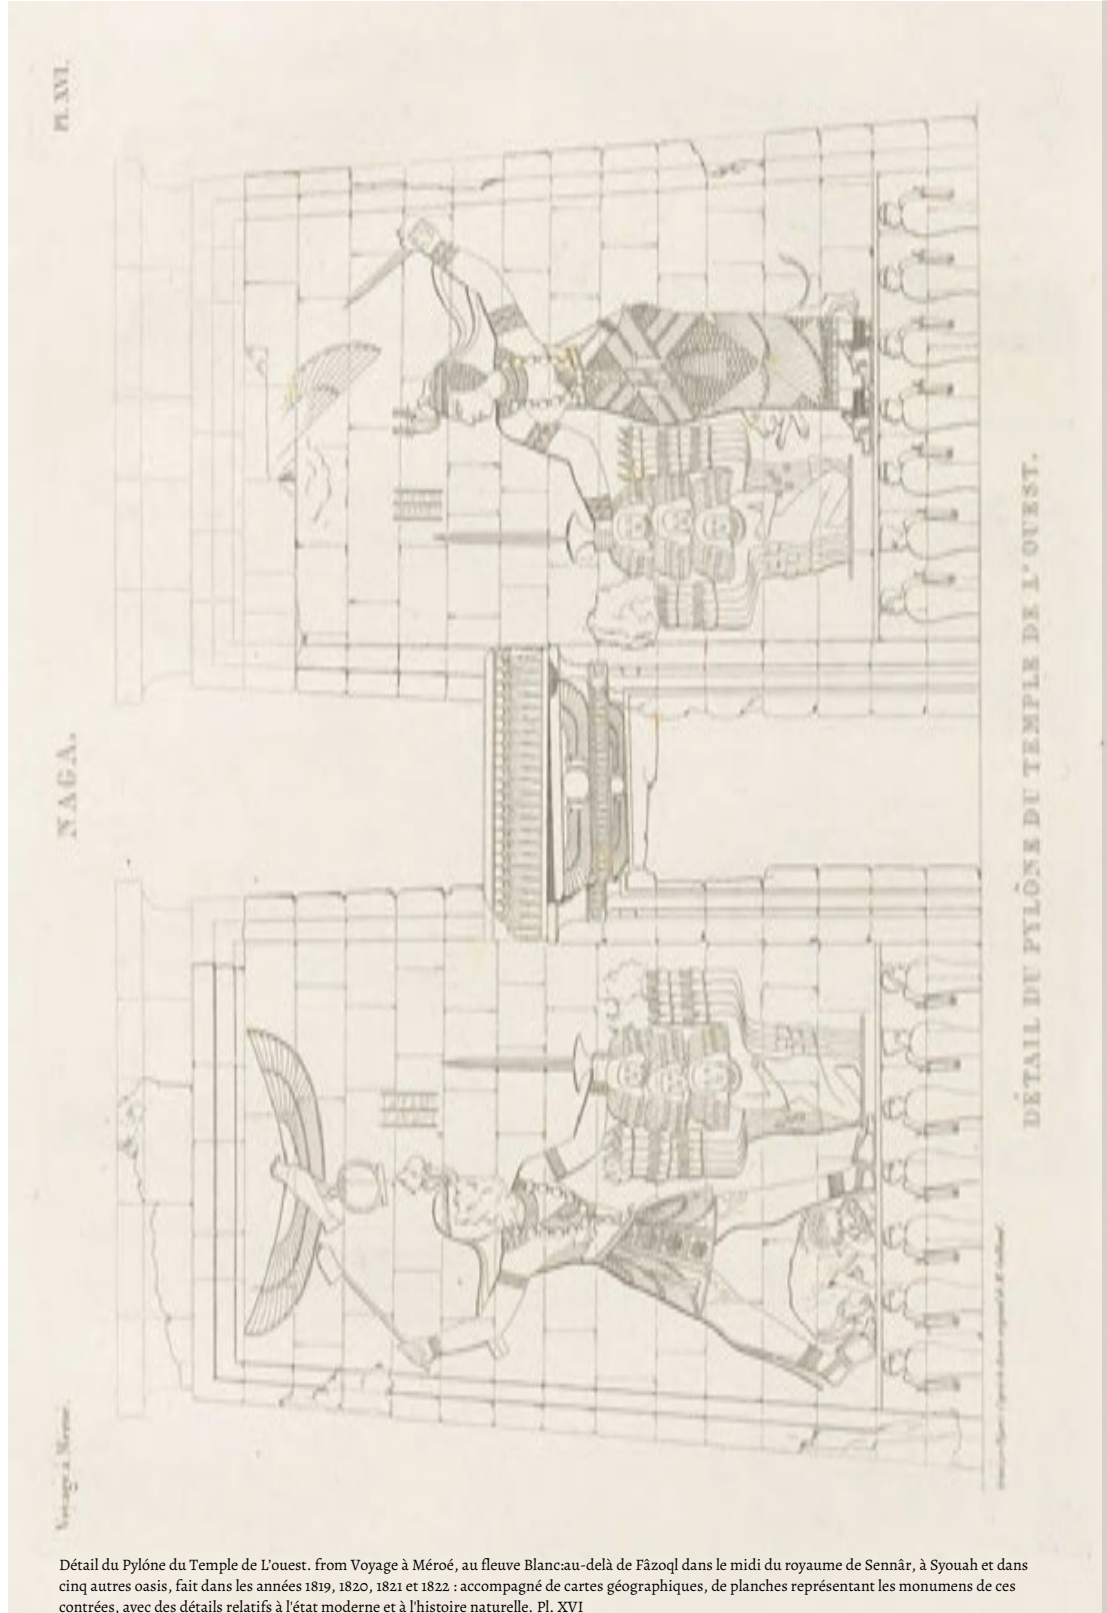 Voyage à Méroé.
NAGA.
Pl. XVI.
DÉTAIL DU PYLÔNE DU TEMPLE DE L'OUEST.
Détail du Pylóne du Temple de L'ouest. from Voyage à Méroé, au fleuve Blanc:au-delà de Fâzoql dans le midi du royaume de Sennâr, à Syouah et dans
cinq autres oasis, fait dans les années 1819, 1820, 1821 et 1822 : accompagné de cartes géographiques, de planches représentant les monumens de ces
contrées, avec des détails relatifs à l'état moderne et à l'histoire naturelle. Pl. XVI